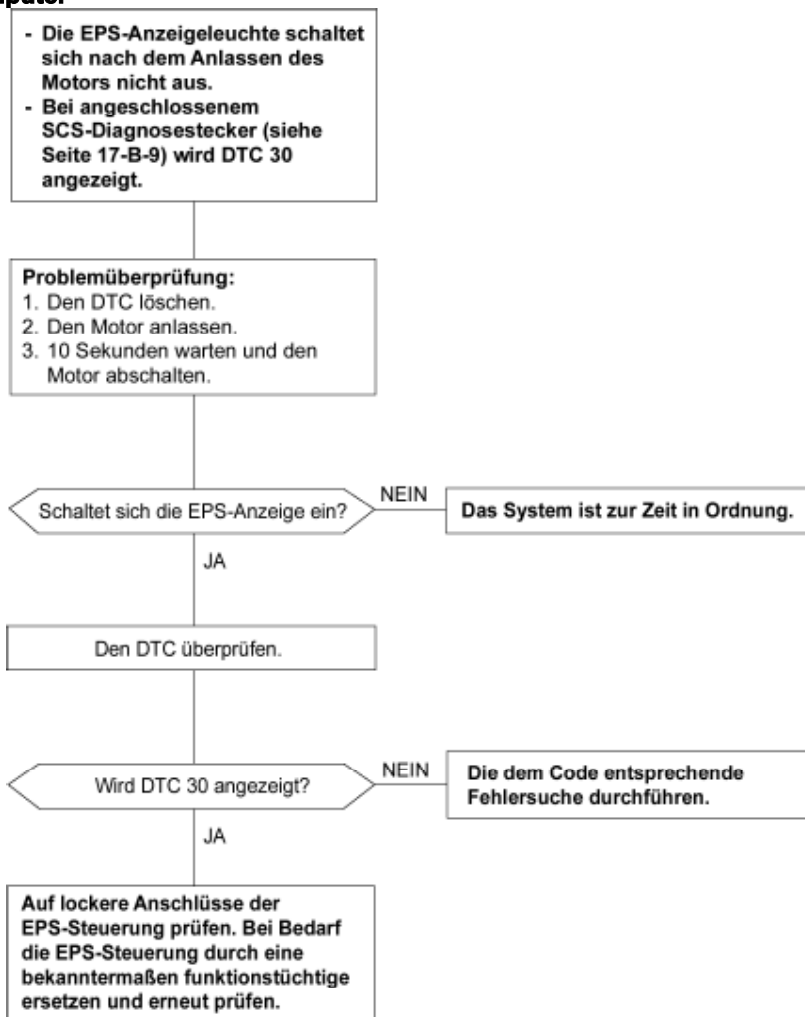 - Die EPS-Anzeigeleuchte schaltet
sich nach dem Anlassen des
Motors nicht aus.
- Bei angeschlossenem
SCS-Diagnosestecker (siehe
Seite 17-B-9) wird DTC 30
angezeigt.
Problemüberprüfung:
1. Den DTC löschen.
2. Den Motor anlassen.
3. 10 Sekunden warten und den
Motor abschalten.
Schaltet sich die EPS-Anzeige ein?
NEIN
Das System ist zur Zeit in Ordnung.
JA
Den DTC überprüfen.
Wird DTC 30 angezeigt?
NEIN
Die dem Code entsprechende
Fehlersuche durchführen.
JA
Auf lockere Anschlüsse der
EPS-Steuerung prüfen. Bei Bedarf
die EPS-Steuerung durch eine
bekanntermaßen funktionstüchtige
ersetzen und erneut prüfen.